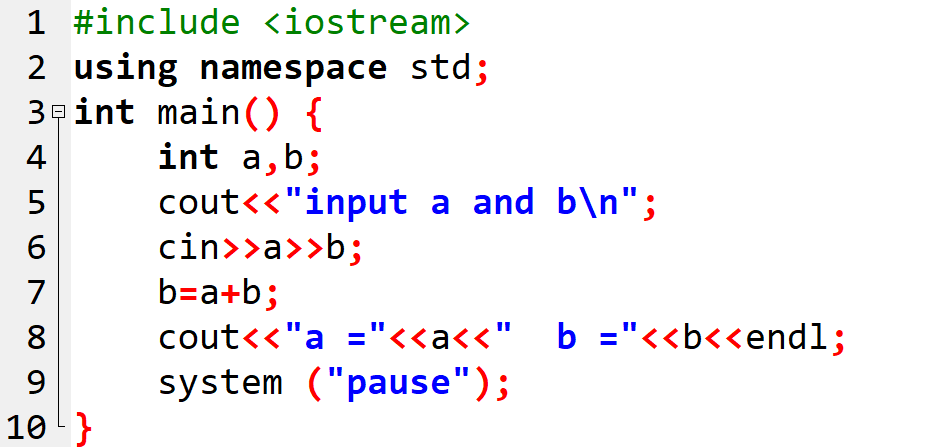 1 #include <iostream>
2 using namespace std;
3 int main() {
4     int a,b;
5     cout<<"input a and b\n";
6     cin>>a>>b;
7     b=a+b;
8     cout<<"a ="<<a<<"  b ="<<b<<endl;
9     system ("pause");
10 }